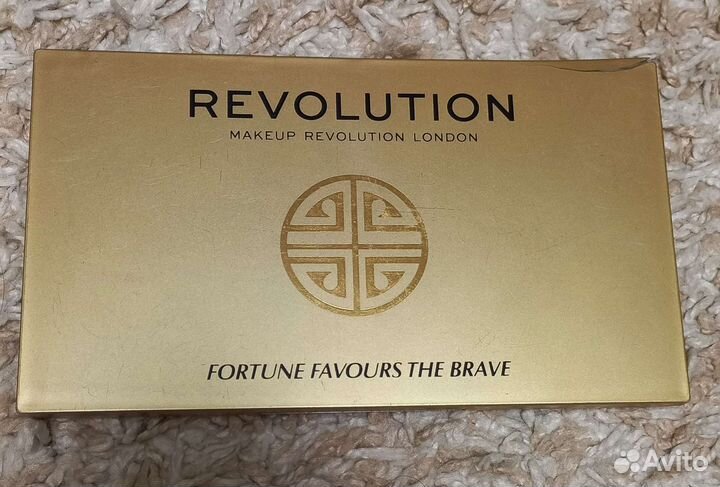 REVOLUTION
MAKEUP REVOLUTION LONDON
FORTUNE FAVOURS THE BRAVE
Avito